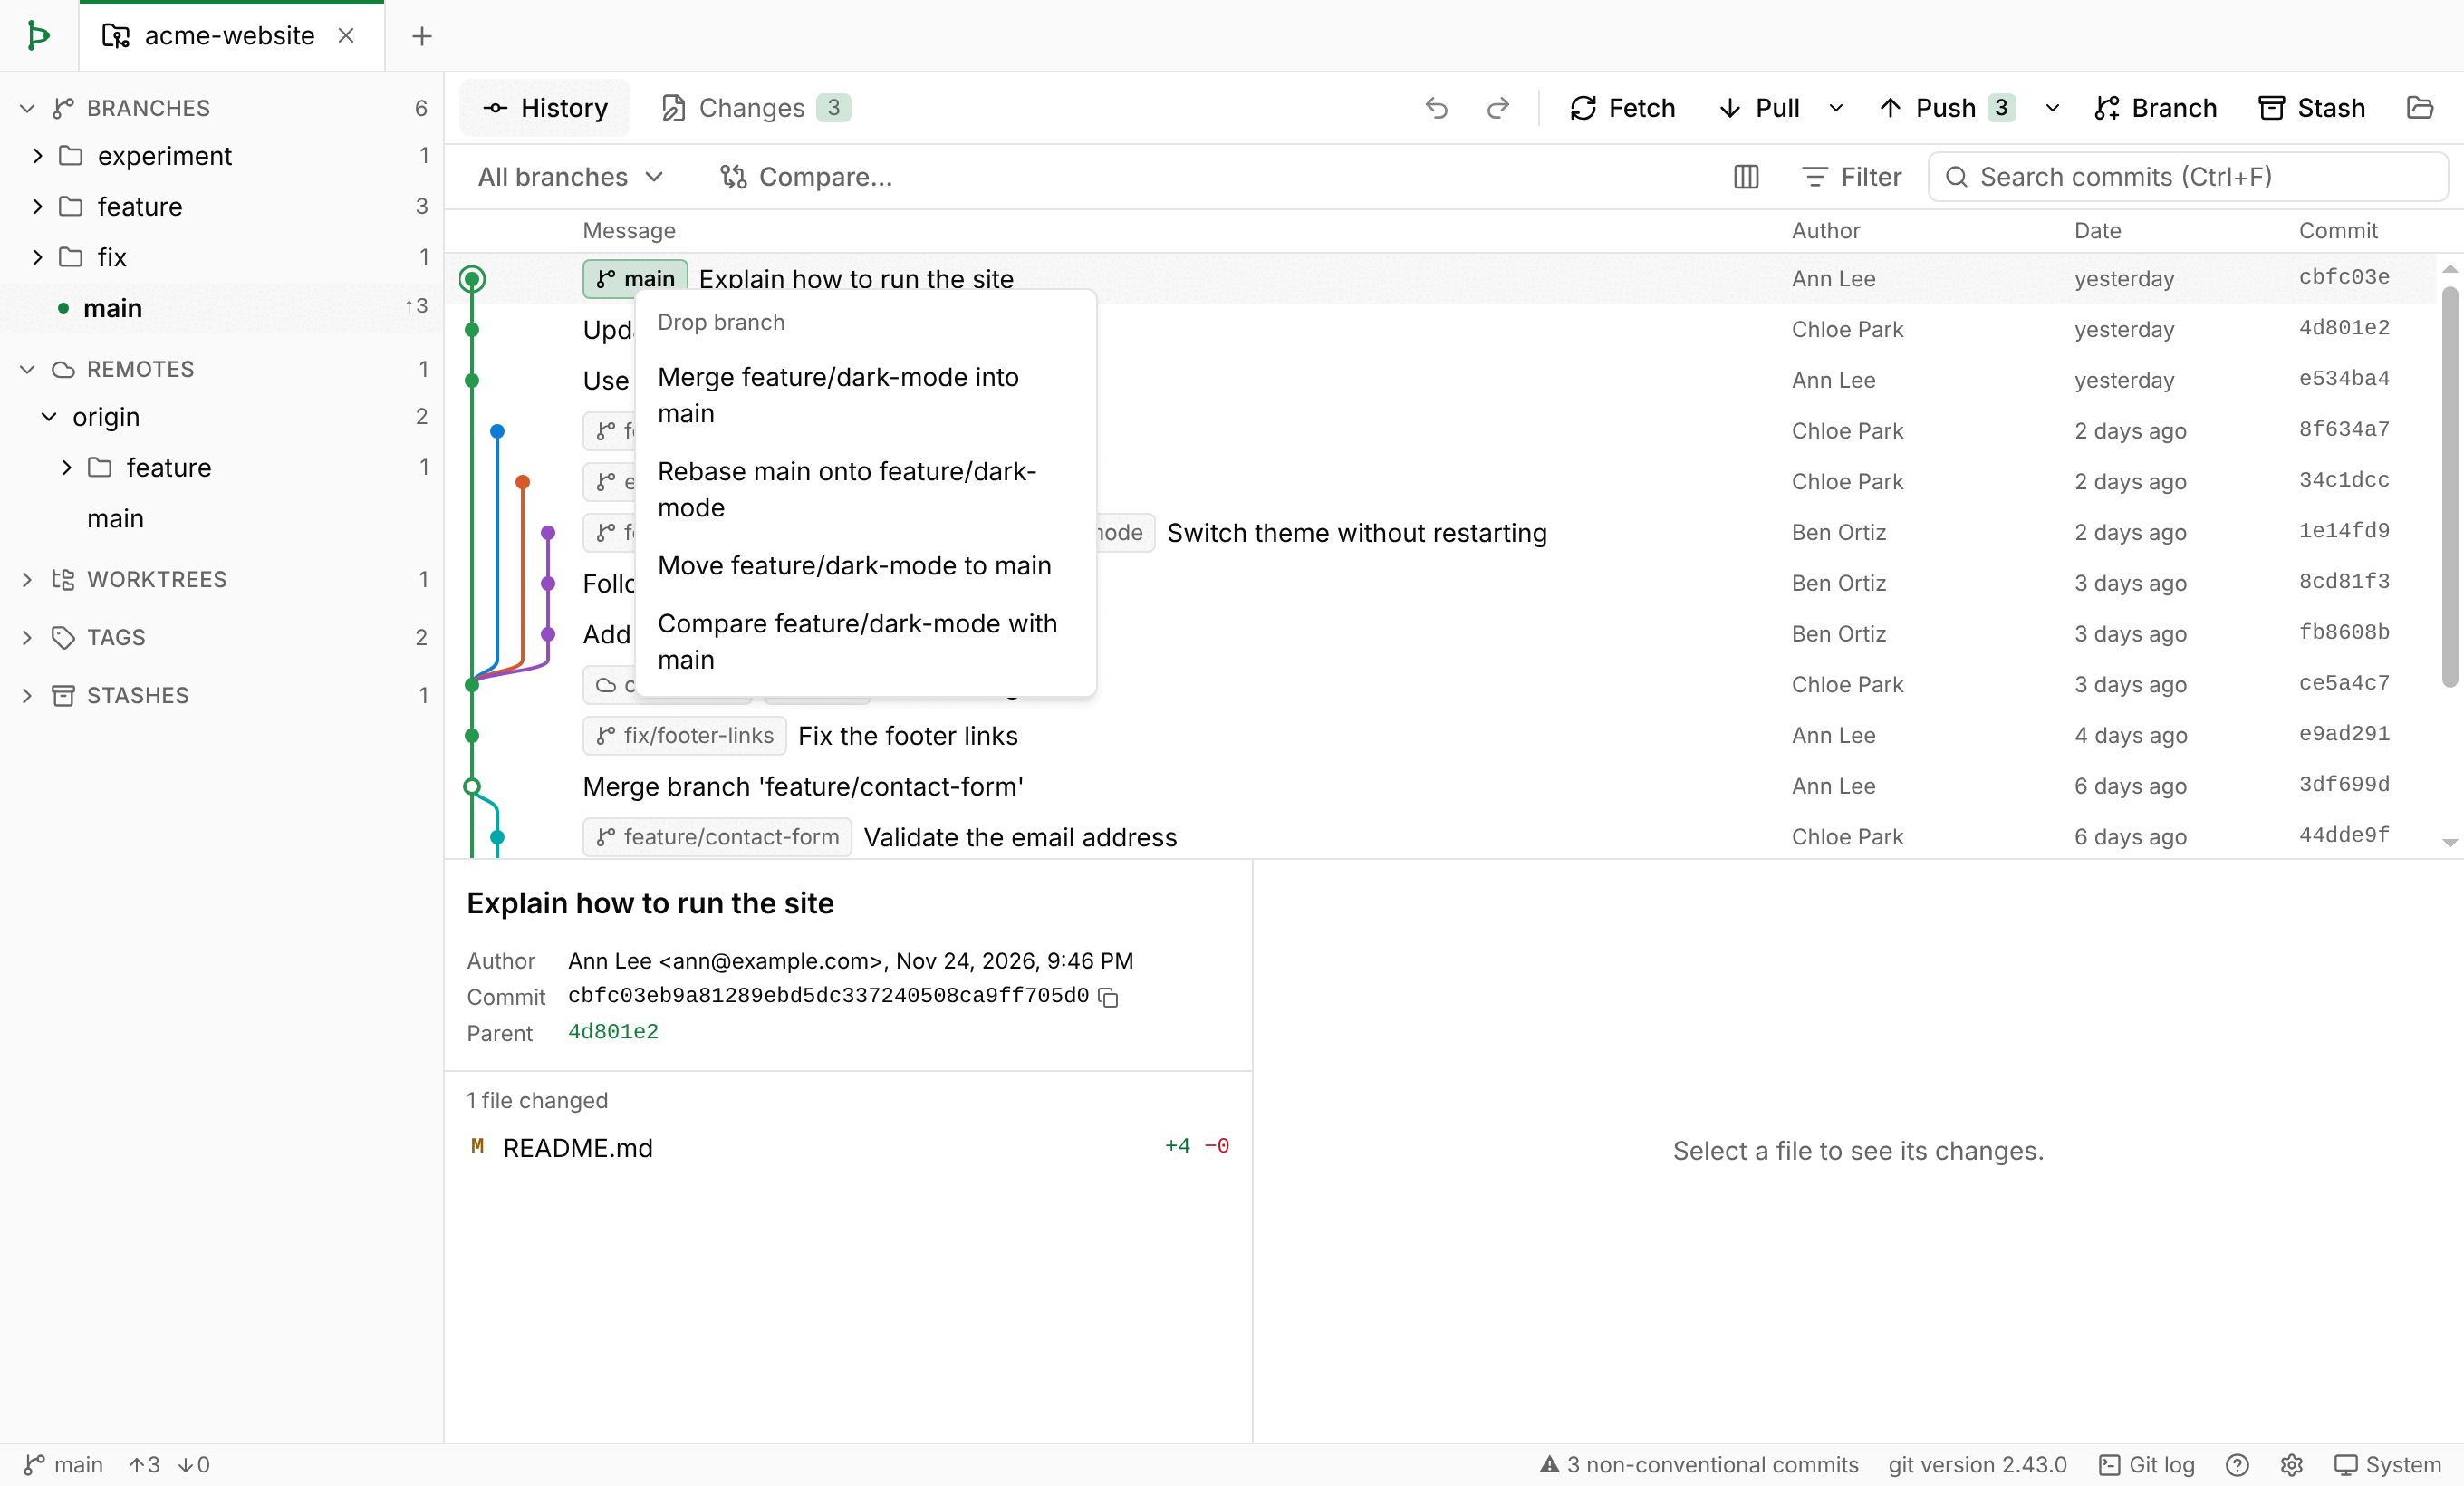 acme-website
BRANCHES 6
experiment 1
feature 3
fix 1
main ↑3
REMOTES 1
origin 2
feature 1
main
WORKTREES 1
TAGS 2
STASHES 1
History Changes 3 Fetch Pull Push 3 Branch Stash
All branches Compare... Filter Search commits (Ctrl+F)
Message Author Date Commit
main Explain how to run the site Ann Lee yesterday cbfc03e
Chloe Park yesterday 4d801e2
Use Ann Lee yesterday e534ba4
Chloe Park 2 days ago 8f634a7
Chloe Park 2 days ago 34c1dcc
Switch theme without restarting Ben Ortiz 2 days ago 1e14fd9
Ben Ortiz 3 days ago 8cd81f3
Add Ben Ortiz 3 days ago fb8608b
Chloe Park 3 days ago ce5a4c7
fix/footer-links Fix the footer links Ann Lee 4 days ago e9ad291
Merge branch 'feature/contact-form' Ann Lee 6 days ago 3df699d
feature/contact-form Validate the email address Chloe Park 6 days ago 44dde9f
Drop branch
Merge feature/dark-mode into
main
Rebase main onto feature/dark-
mode
Move feature/dark-mode to main
Compare feature/dark-mode with
main
Explain how to run the site
Author Ann Lee <ann@example.com>, Nov 24, 2026, 9:46 PM
Commit cbfc03eb9a81289ebd5dc337240508ca9ff705d0
Parent 4d801e2
1 file changed
M README.md +4 −0
Select a file to see its changes.
main ↑3 ↓0 3 non-conventional commits git version 2.43.0 Git log System